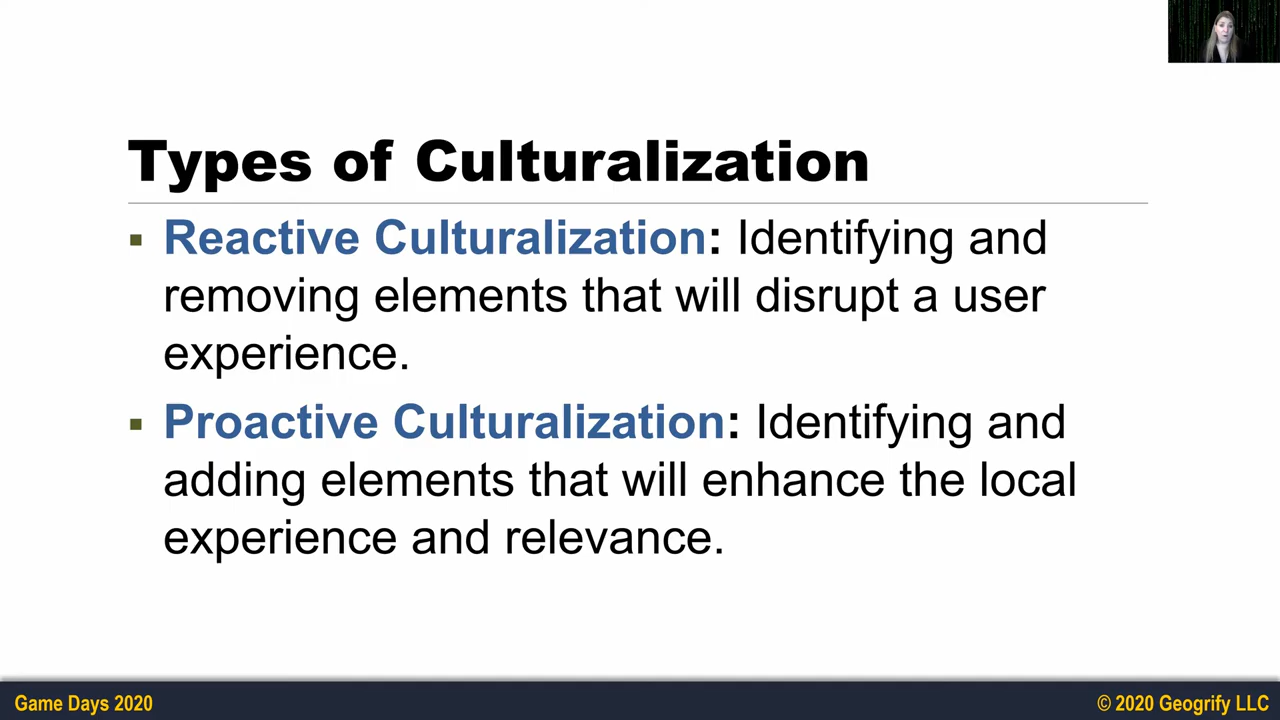 Types of Culturalization
▪ Reactive Culturalization: Identifying and
removing elements that will disrupt a user
experience.
▪ Proactive Culturalization: Identifying and
adding elements that will enhance the local
experience and relevance.
Game Days 2020
© 2020 Geogrify LLC